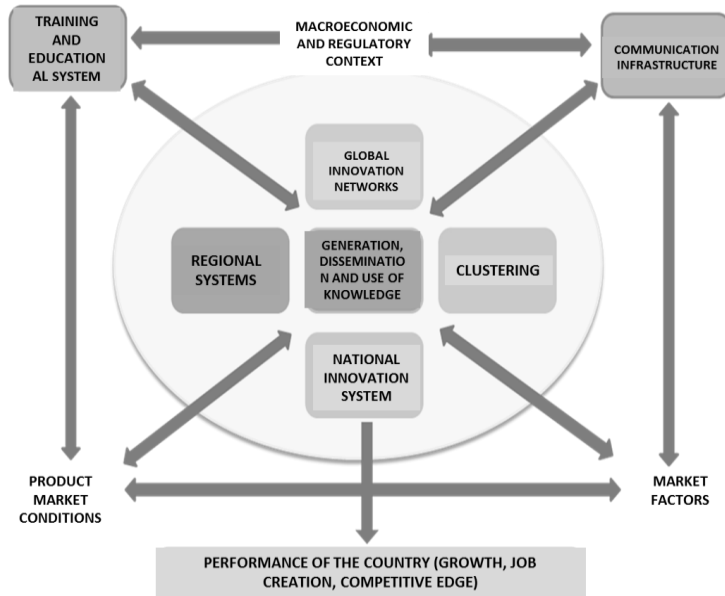 TRAINING
AND
EDUCATION
AL SYSTEM
MACROECONOMIC
AND REGULATORY
CONTEXT
COMMUNICATION
INFRASTRUCTURE
GLOBAL
INNOVATION
NETWORKS
REGIONAL
SYSTEMS
GENERATION,
DISSEMINATIO
N AND USE OF
KNOWLEDGE
CLUSTERING
NATIONAL
INNOVATION
SYSTEM
PRODUCT
MARKET
CONDITIONS
MARKET
FACTORS
PERFORMANCE OF THE COUNTRY (GROWTH, JOB
CREATION, COMPETITIVE EDGE)